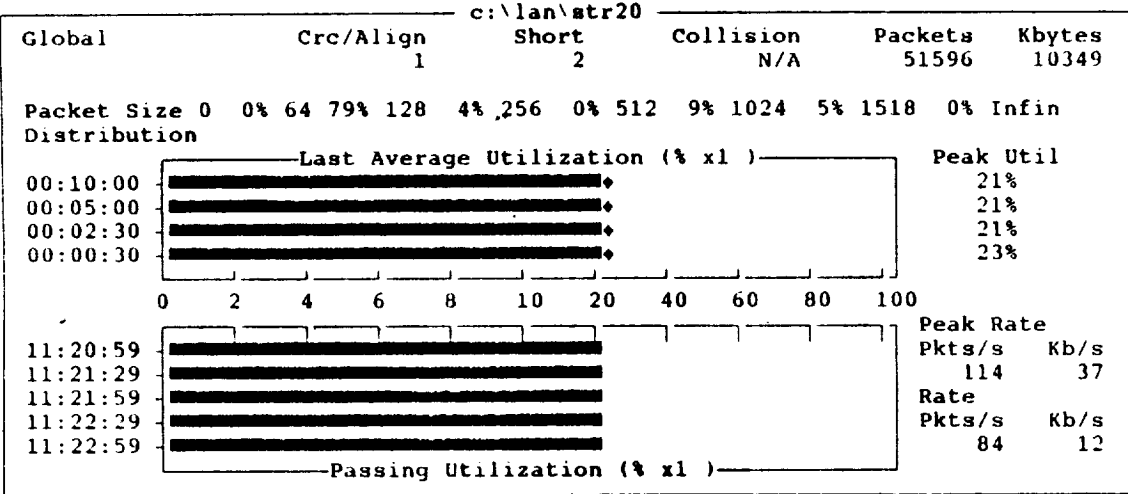 c:\lan\str20
Global Crc/Align Short Collision Packets Kbytes
1 2 N/A 51596 10349
Packet Size 0 0% 64 79% 128 4% 256 0% 512 9% 1024 5% 1518 0% Infin
Distribution
Last Average Utilization (% x1 ) Peak Util
00:10:00 21%
00:05:00 21%
00:02:30 21%
00:00:30 23%
0 2 4 6 8 10 20 40 60 80 100
Peak Rate
11:20:59 Pkts/s Kb/s
11:21:29 114 37
11:21:59 Rate
11:22:29 Pkts/s Kb/s
11:22:59 84 12
Passing Utilization (% x1 )